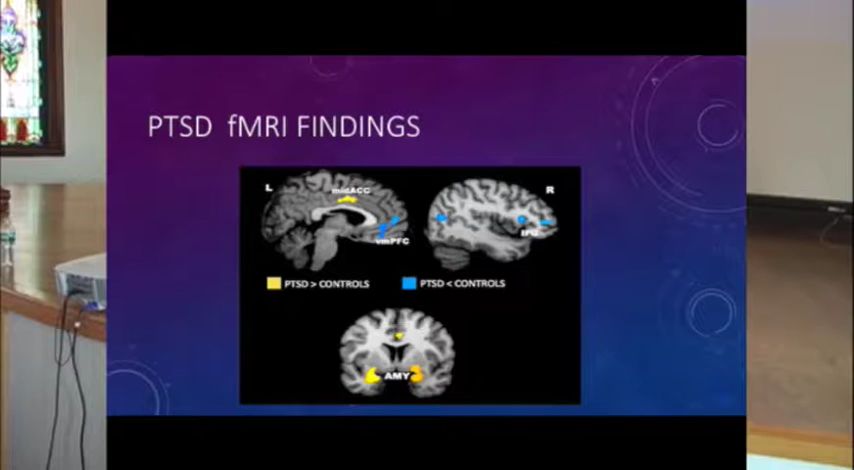 PTSD fMRI FINDINGS
L
midACC
R
vmPFC
IFG
PTSD > CONTROLS
PTSD < CONTROLS
AMY